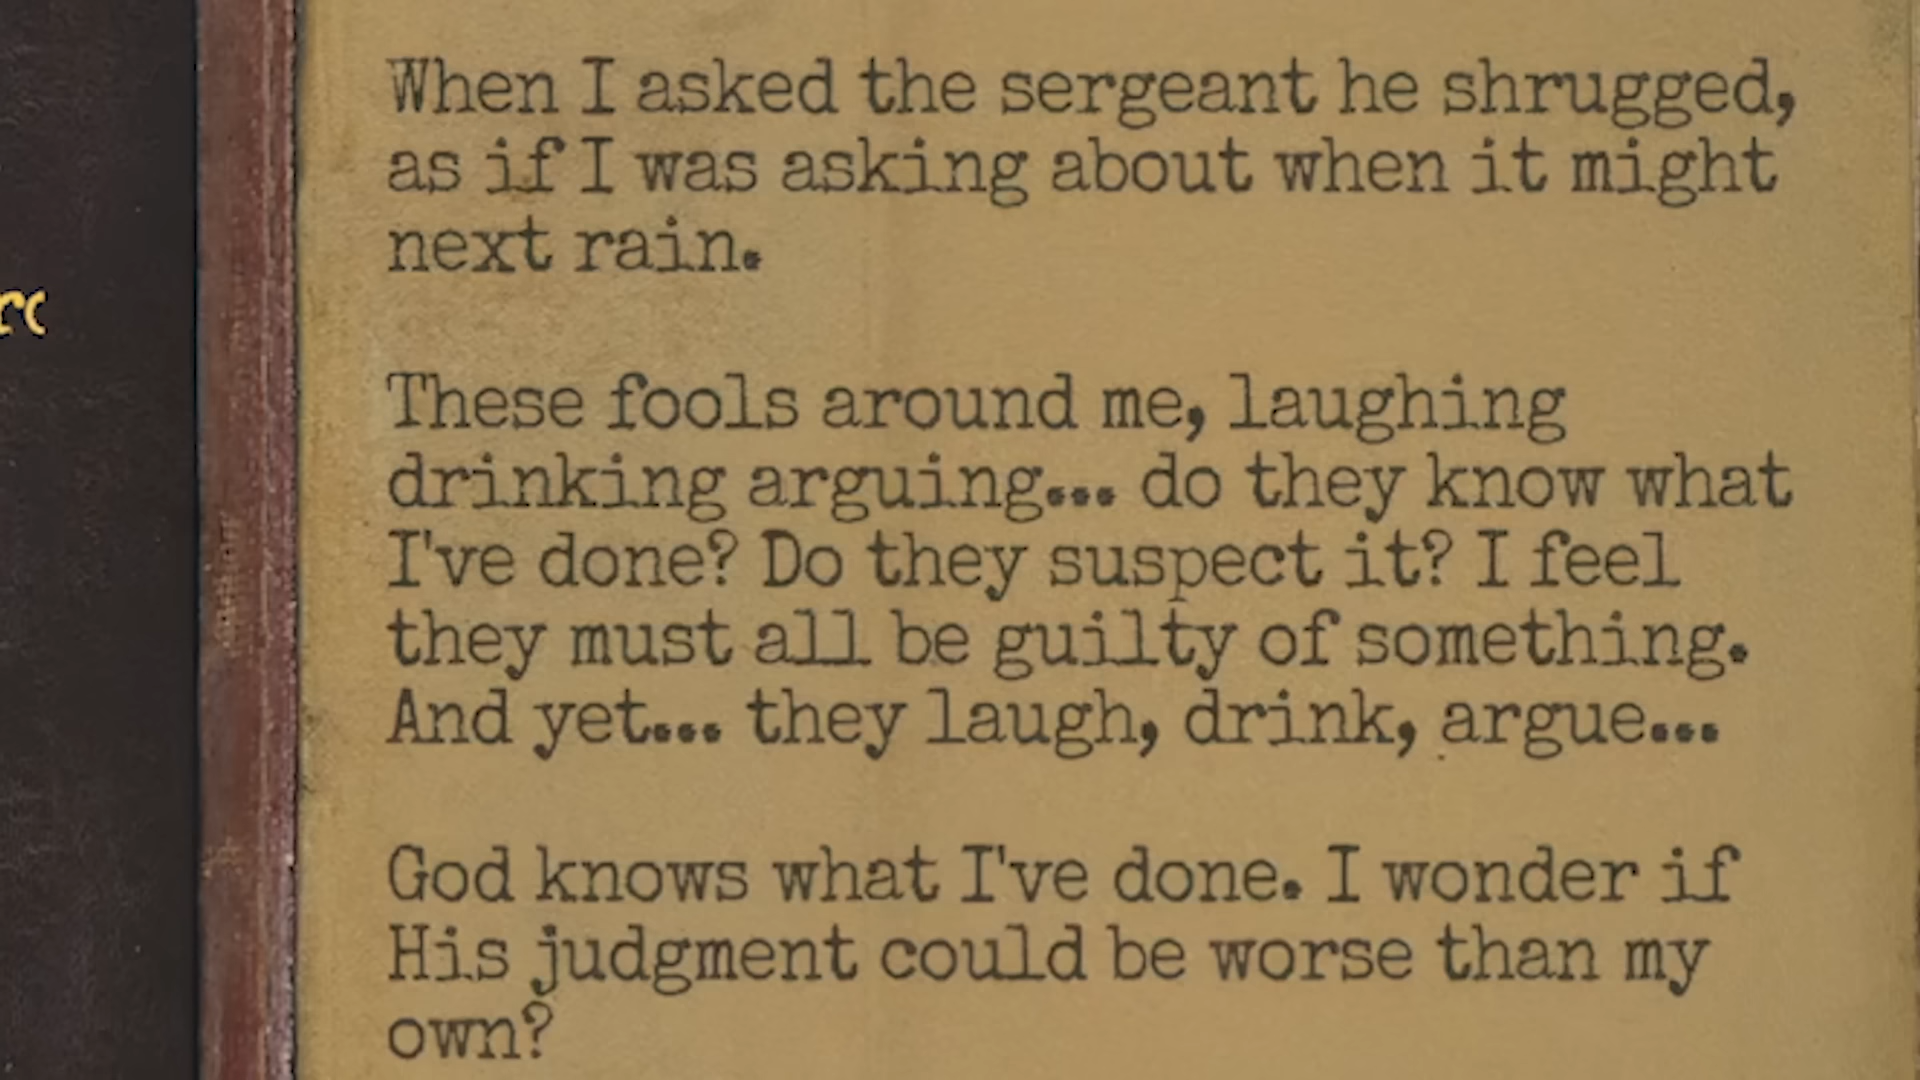 When I asked the sergeant he shrugged,
as if I was asking about when it might
next rain.
These fools around me, laughing
drinking arguing... do they know what
I've done? Do they suspect it? I feel
they must all be guilty of something.
And yet... they laugh, drink, argue...
God knows what I've done. I wonder if
His judgment could be worse than my
own?